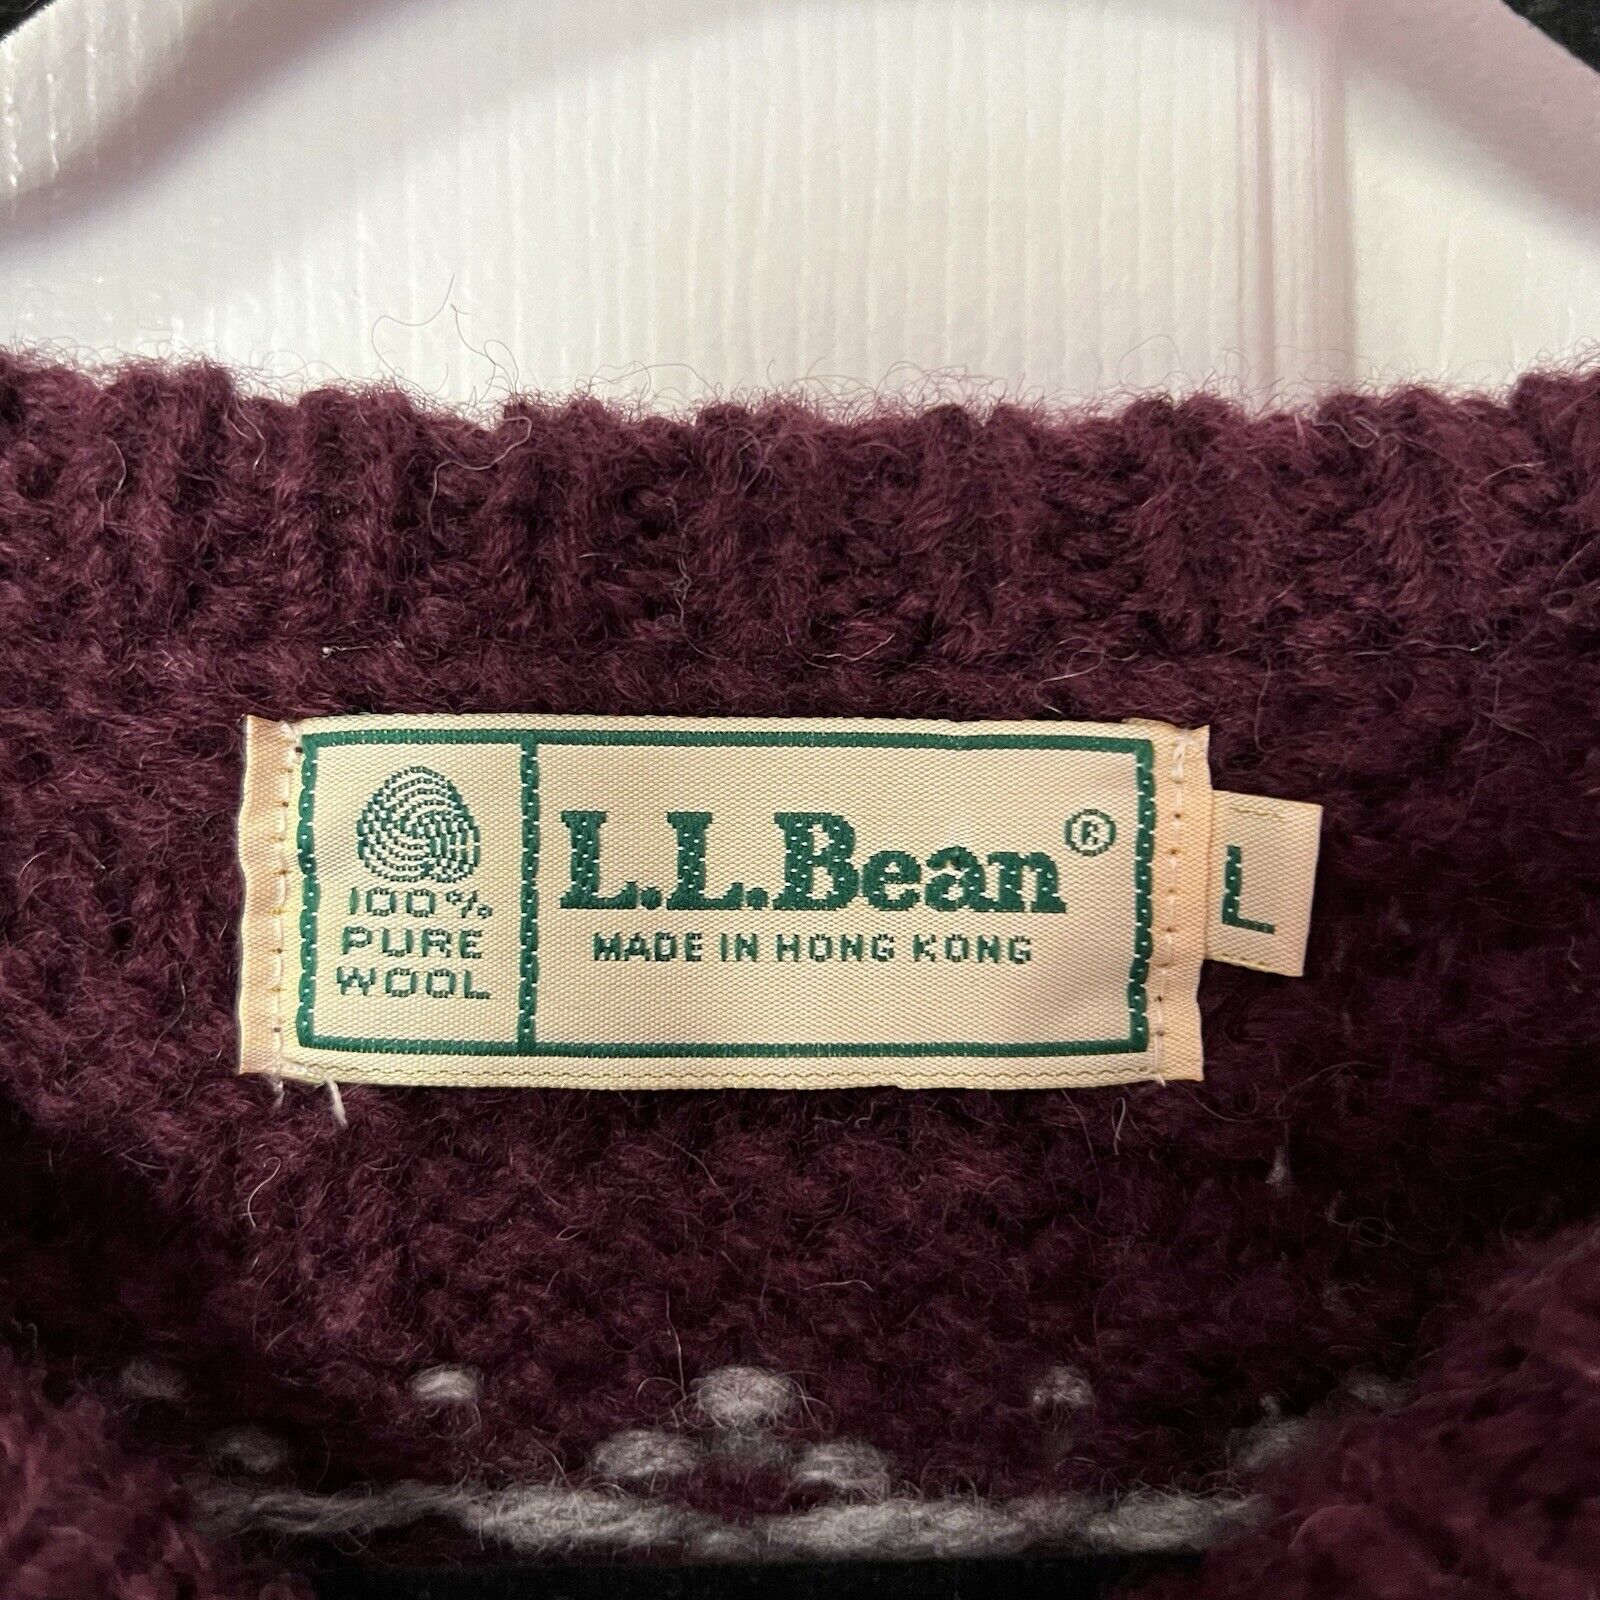 100%
PURE
WOOL
L.L.Bean®
MADE IN HONG KONG
L